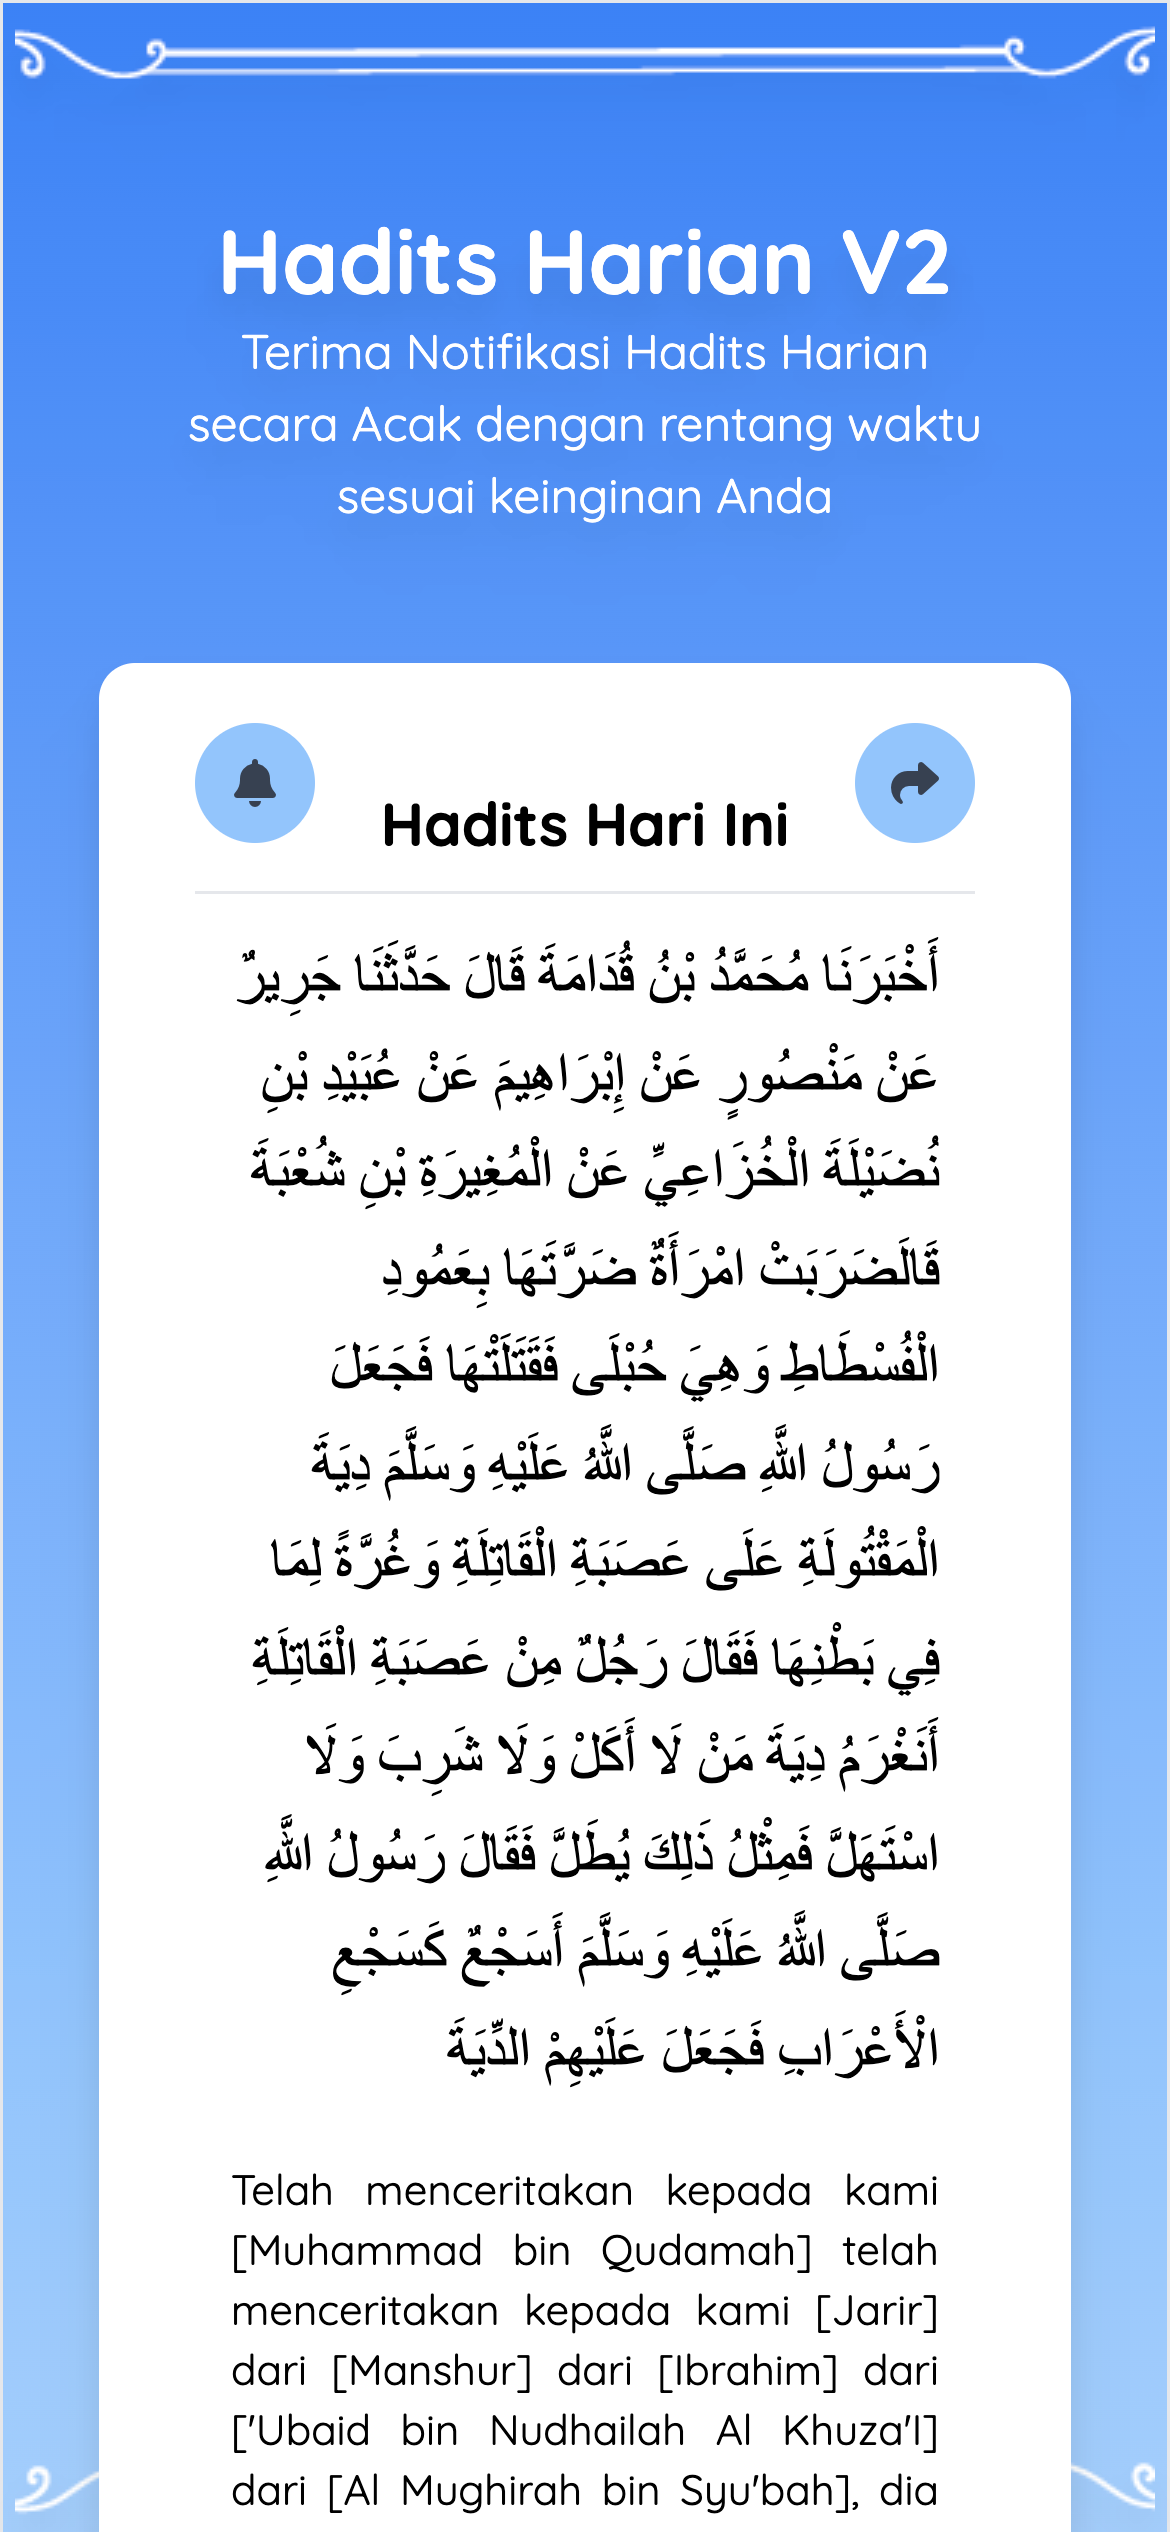 Hadits Harian V2
Terima Notifikasi Hadits Harian
secara Acak dengan rentang waktu
sesuai keinginan Anda
Hadits Hari Ini
أَخْبَرَنَا مُحَمَّدُ بْنُ قُدَامَةَ قَالَ حَدَّثَنَا جَرِيرٌ
عَنْ مَنْصُورٍ عَنْ إِبْرَاهِيمَ عَنْ عُبَيْدِ بْنِ
نُضَيْلَةَ الْخُزَاعِيِّ عَنْ الْمُغِيرَةِ بْنِ شُعْبَةَ
قَالَضَرَبَتْ امْرَأَةٌ ضَرَّتَهَا بِعَمُودِ
الْفُسْطَاطِ وَهِيَ حُبْلَى فَقَتَلَتْهَا فَجَعَلَ
رَسُولُ اللَّهِ صَلَّى اللَّهُ عَلَيْهِ وَسَلَّمَ دِيَةَ
الْمَقْتُولَةِ عَلَى عَصَبَةِ الْقَاتِلَةِ وَغُرَّةً لِمَا
فِي بَطْنِهَا فَقَالَ رَجُلٌ مِنْ عَصَبَةِ الْقَاتِلَةِ
أَنَغْرَمُ دِيَةَ مَنْ لَا أَكَلْ وَلَا شَرِبَ وَلَا
اسْتَهَلَّ فَمِثْلُ ذَلِكَ يُطَلَّ فَقَالَ رَسُولُ اللَّهِ
صَلَّى اللَّهُ عَلَيْهِ وَسَلَّمَ أَسَجْعٌ كَسَجْعِ
الْأَعْرَابِ فَجَعَلَ عَلَيْهِمْ الدِّيَةَ
Telah menceritakan kepada kami
[Muhammad bin Qudamah] telah
menceritakan kepada kami [Jarir]
dari [Manshur] dari [Ibrahim] dari
['Ubaid bin Nudhailah Al Khuza'I]
dari [Al Mughirah bin Syu'bah], dia